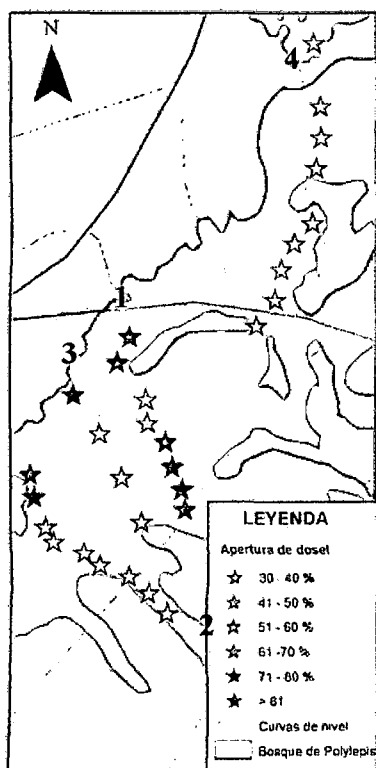 N
4
1
3
2
LEYENDA
Apertura de dosel
30 - 40 %
41 - 50 %
51 - 60 %
61 - 70 %
71 - 80 %
> 81
Curvas de nivel
Bosque de Polylepis